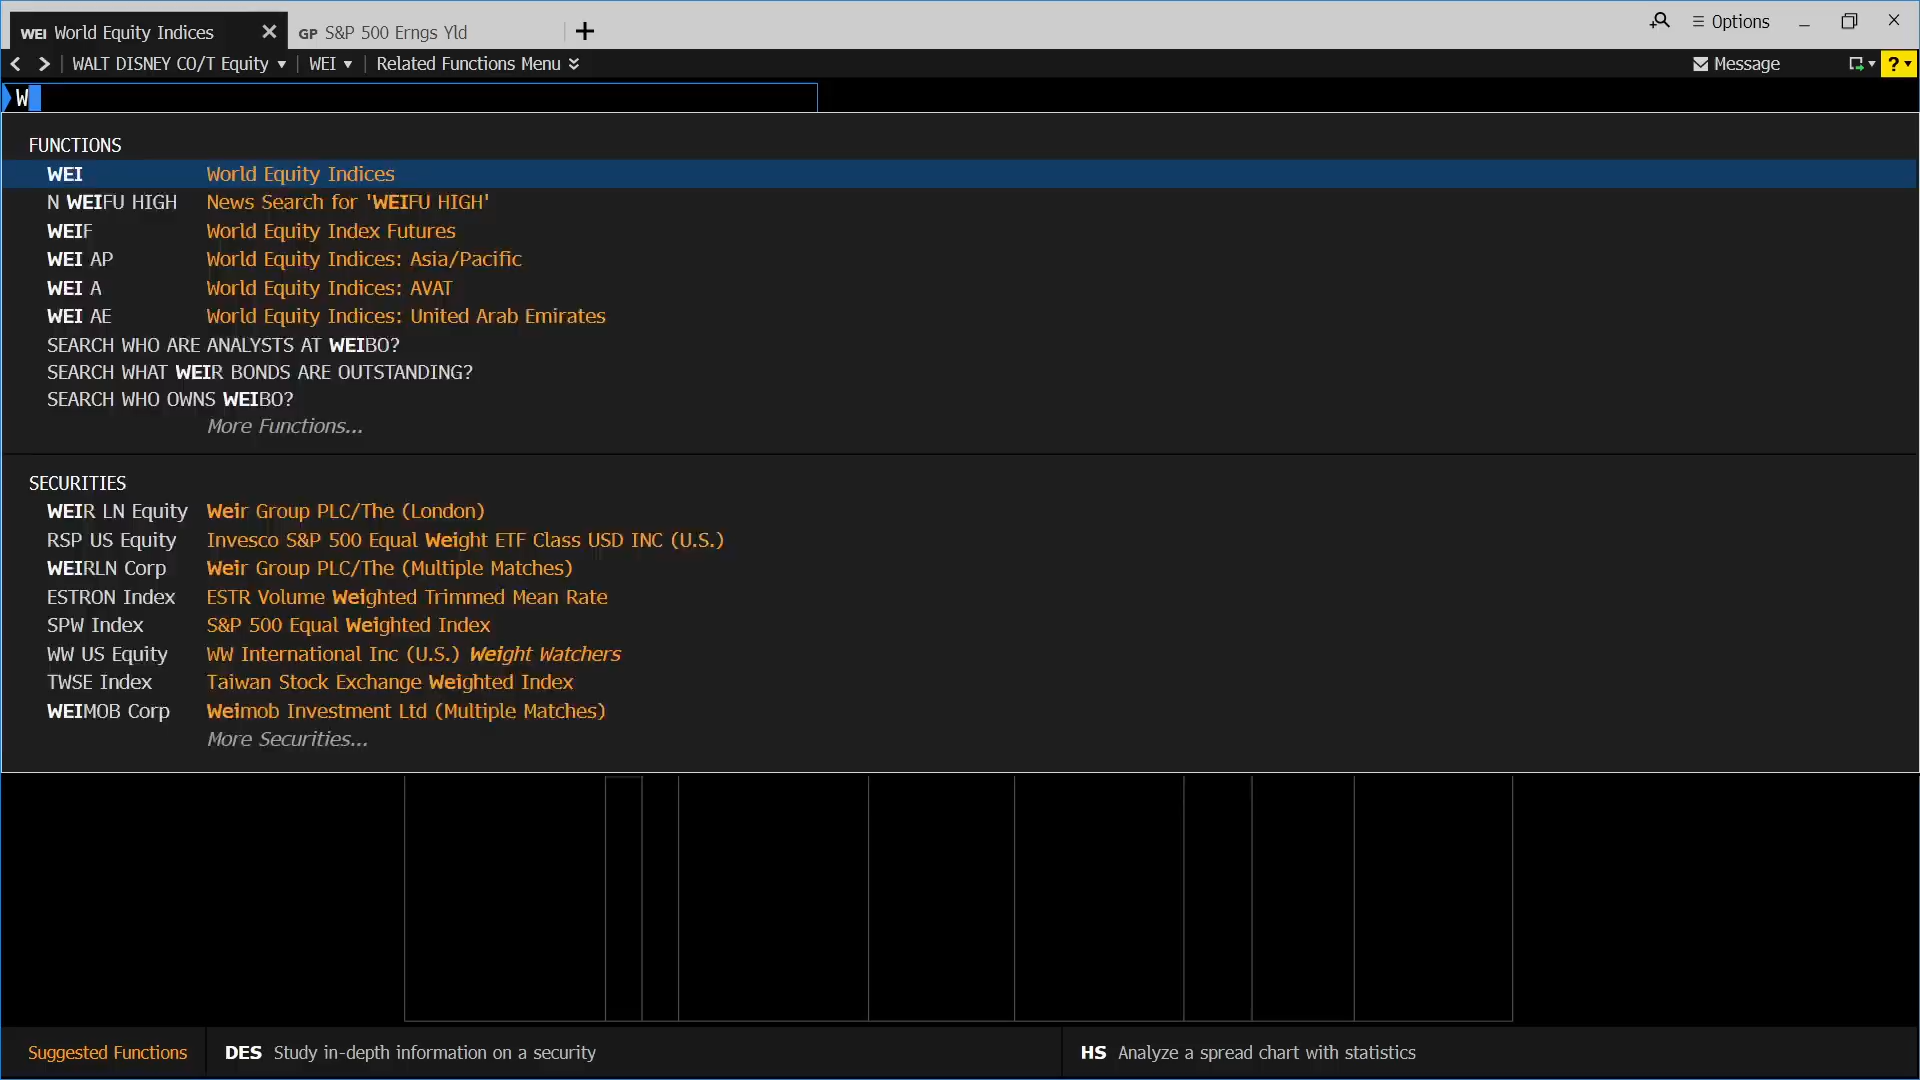 WEI World Equity Indices
GP S&P 500 Erngs Yld
Options
WALT DISNEY CO/T Equity WEI Related Functions Menu
Message
?
W
FUNCTIONS
WEI World Equity Indices
N WEIFU HIGH News Search for 'WEIFU HIGH'
WEIF World Equity Index Futures
WEI AP World Equity Indices: Asia/Pacific
WEI A World Equity Indices: AVAT
WEI AE World Equity Indices: United Arab Emirates
SEARCH WHO ARE ANALYSTS AT WEIBO?
SEARCH WHAT WEIR BONDS ARE OUTSTANDING?
SEARCH WHO OWNS WEIBO?
More Functions...
SECURITIES
WEIR LN Equity Weir Group PLC/The (London)
RSP US Equity Invesco S&P 500 Equal Weight ETF Class USD INC (U.S.)
WEIRLN Corp Weir Group PLC/The (Multiple Matches)
ESTRON Index ESTR Volume Weighted Trimmed Mean Rate
SPW Index S&P 500 Equal Weighted Index
WW US Equity WW International Inc (U.S.) Weight Watchers
TWSE Index Taiwan Stock Exchange Weighted Index
WEIMOB Corp Weimob Investment Ltd (Multiple Matches)
More Securities...
Suggested Functions DES Study in-depth information on a security HS Analyze a spread chart with statistics